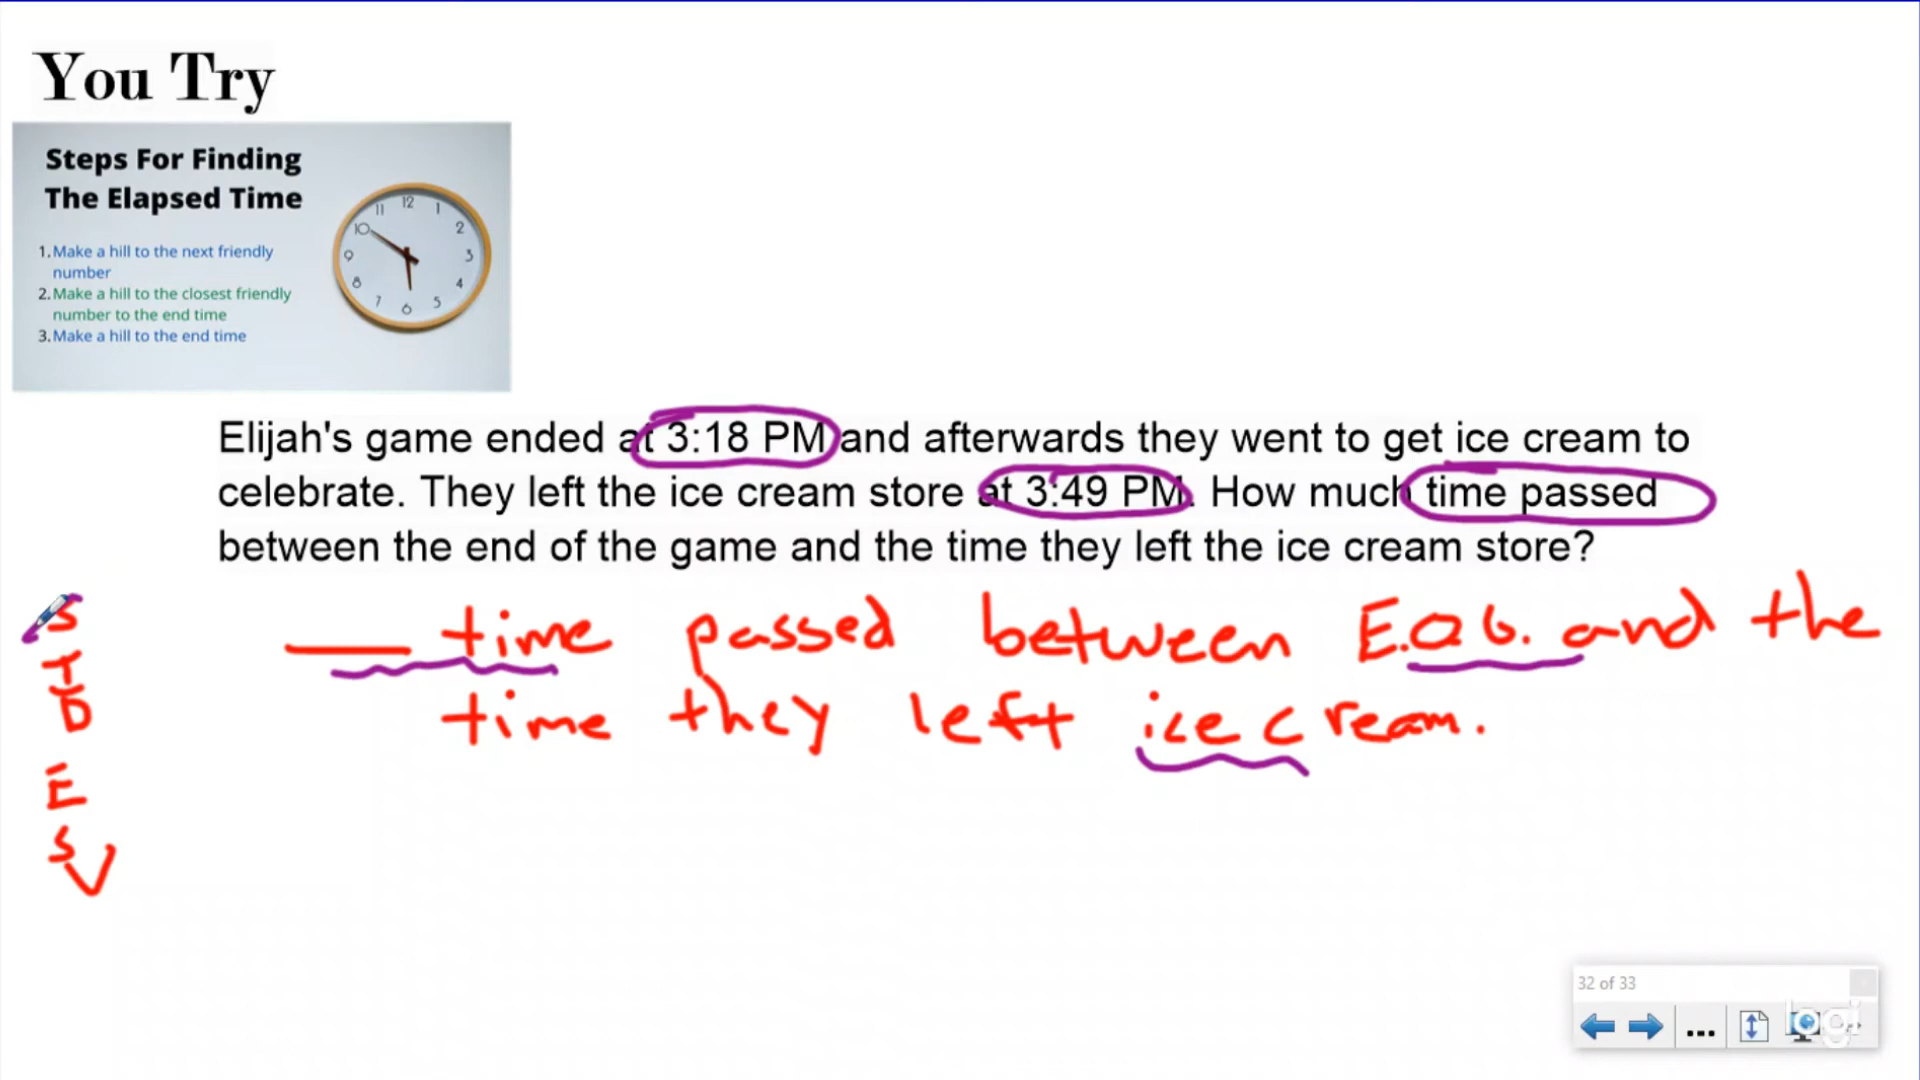 You Try
Steps For Finding
The Elapsed Time
1. Make a hill to the next friendly
number
2. Make a hill to the closest friendly
number to the end time
3. Make a hill to the end time
11 12 1
10 2
9 3
8 4
7 6 5
Elijah's game ended at 3:18 PM and afterwards they went to get ice cream to
celebrate. They left the ice cream store at 3:49 PM. How much time passed
between the end of the game and the time they left the ice cream store?
S
T
D
E
S
___ time passed between E.O.G. and the
time they left ice cream.
32 of 33
...
logi